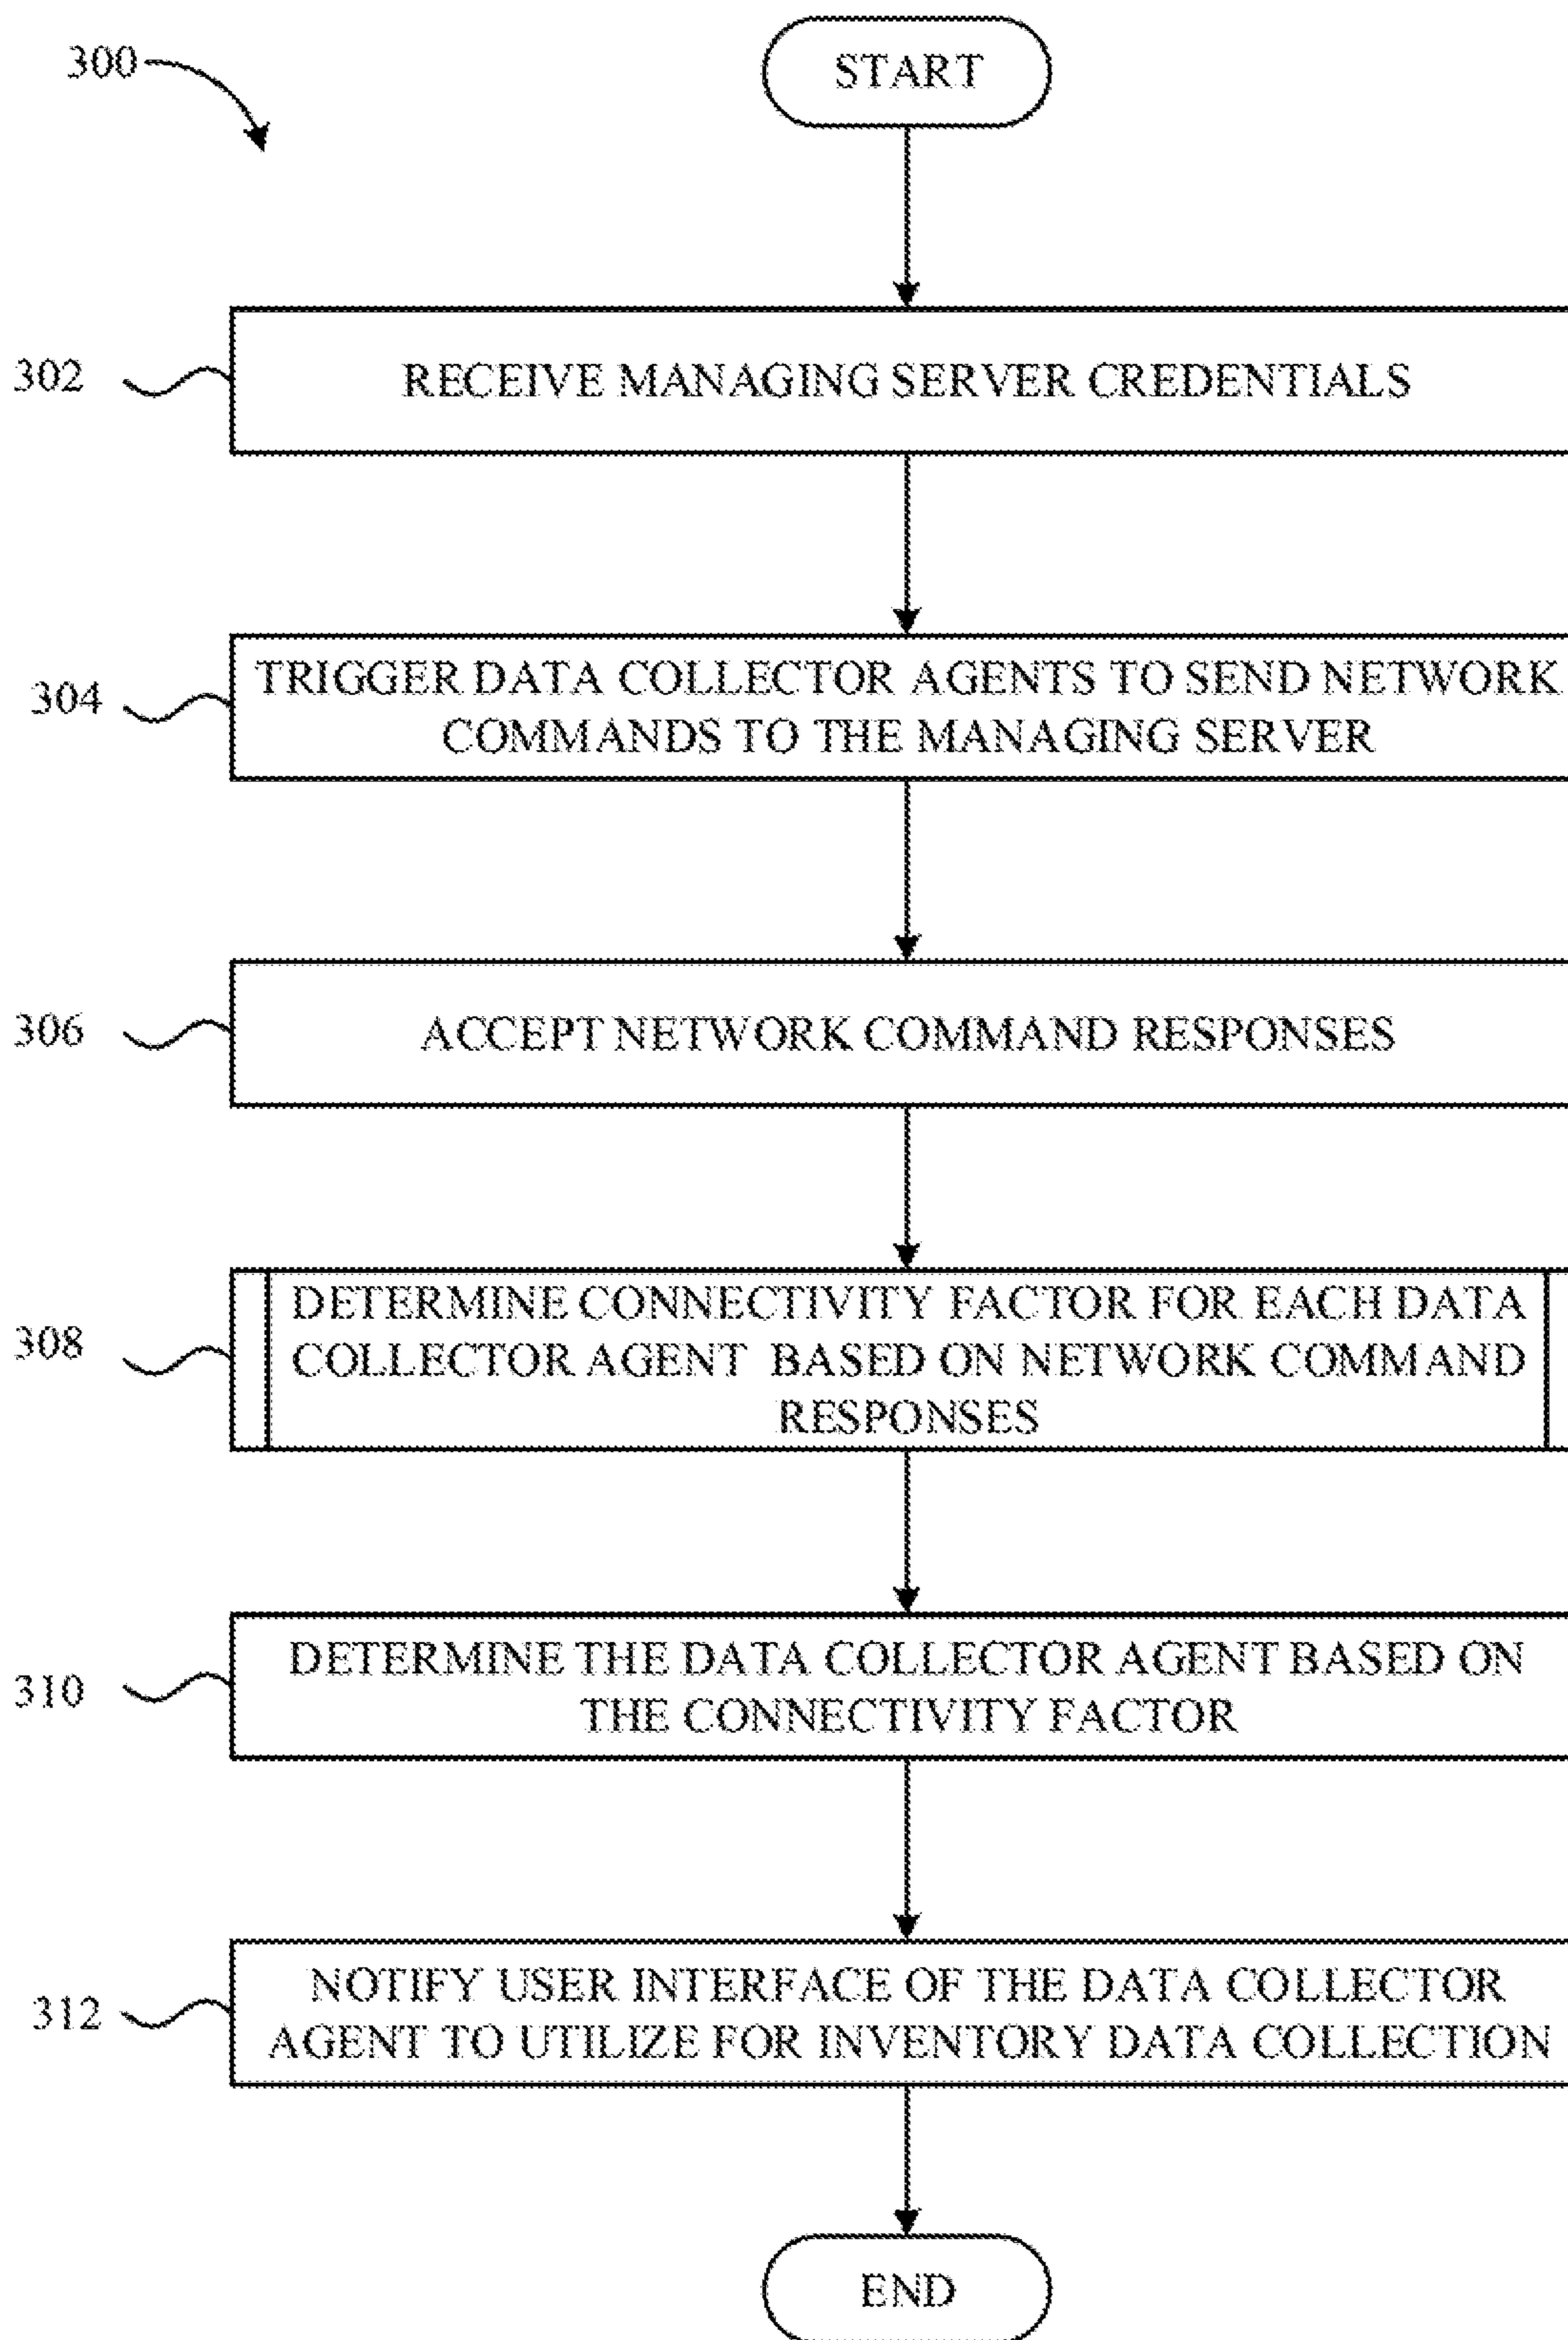 300
START
302
RECEIVE MANAGING SERVER CREDENTIALS
304
TRIGGER DATA COLLECTOR AGENTS TO SEND NETWORK
COMMANDS TO THE MANAGING SERVER
306
ACCEPT NETWORK COMMAND RESPONSES
308
DETERMINE CONNECTIVITY FACTOR FOR EACH DATA
COLLECTOR AGENT BASED ON NETWORK COMMAND
RESPONSES
310
DETERMINE THE DATA COLLECTOR AGENT BASED ON
THE CONNECTIVITY FACTOR
312
NOTIFY USER INTERFACE OF THE DATA COLLECTOR
AGENT TO UTILIZE FOR INVENTORY DATA COLLECTION
END